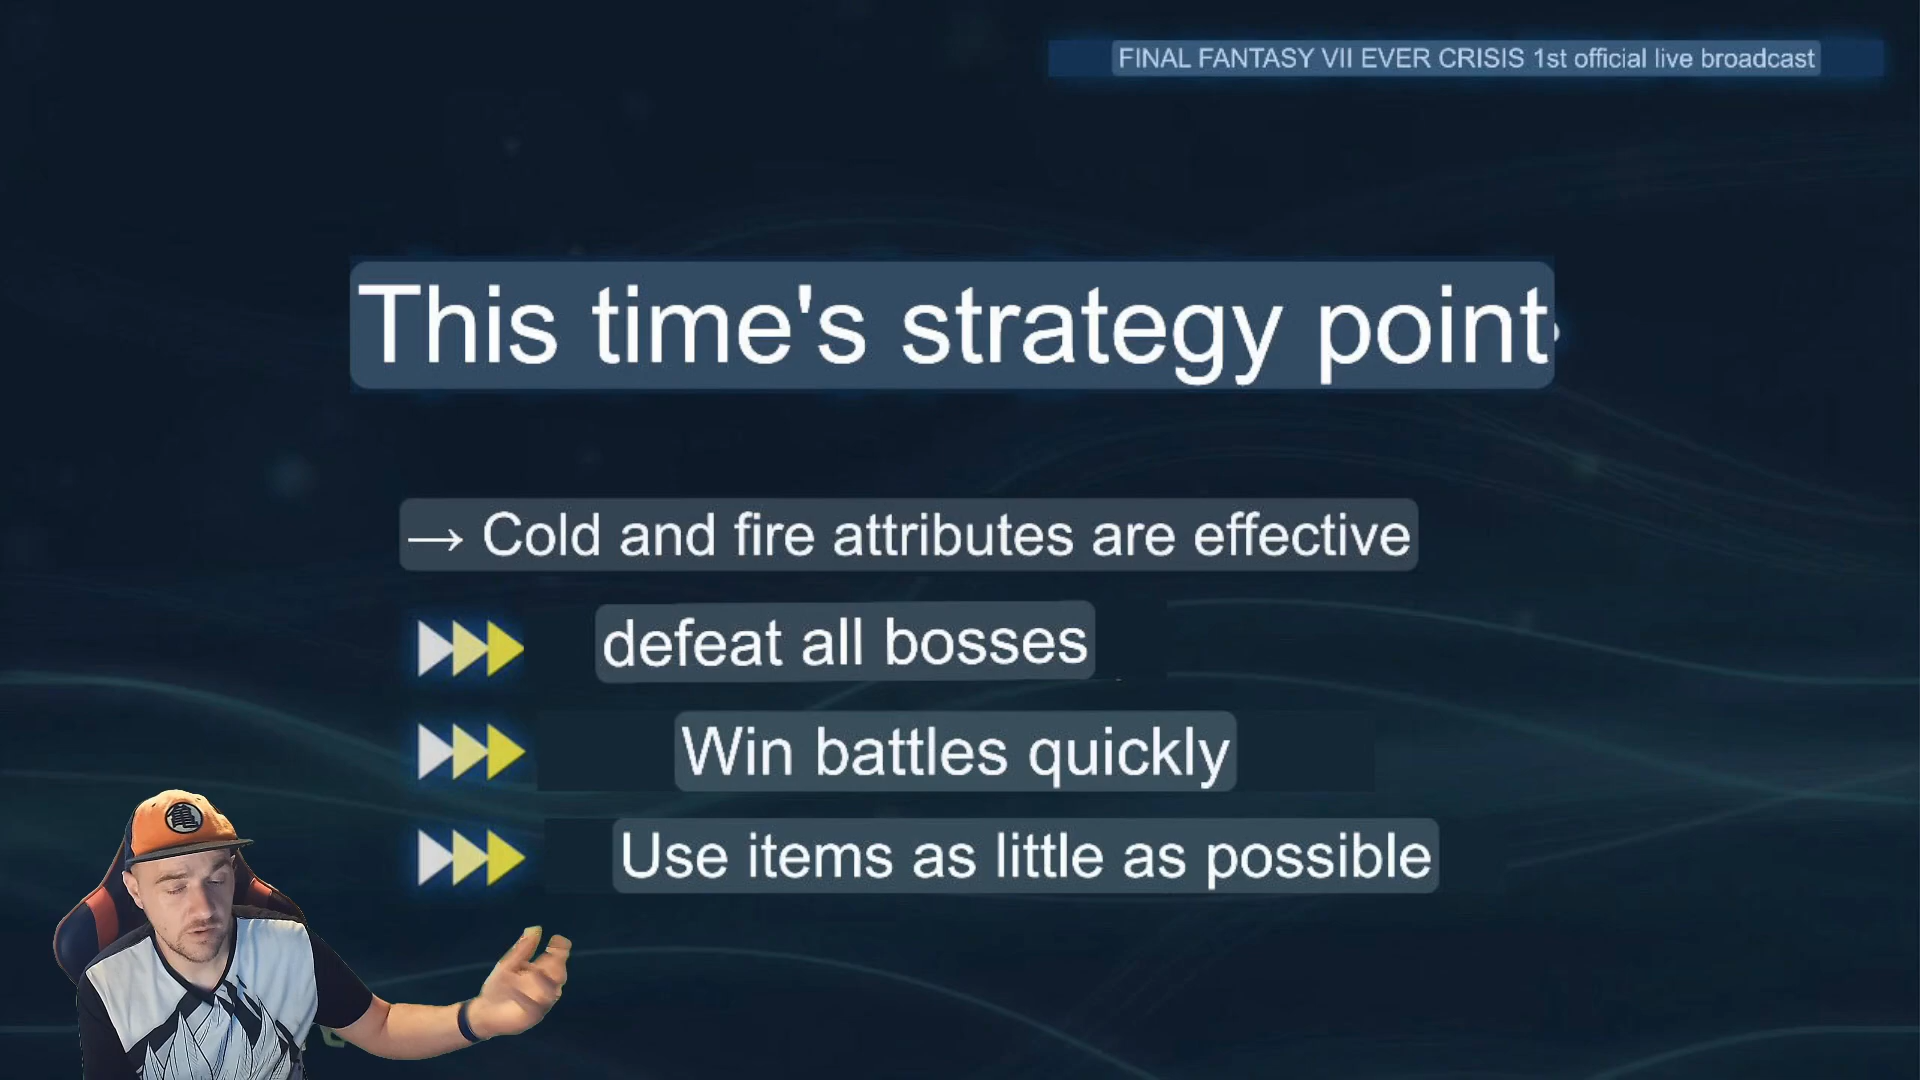 FINAL FANTASY VII EVER CRISIS 1st official live broadcast
This time's strategy point
→ Cold and fire attributes are effective
defeat all bosses
Win battles quickly
Use items as little as possible
亀